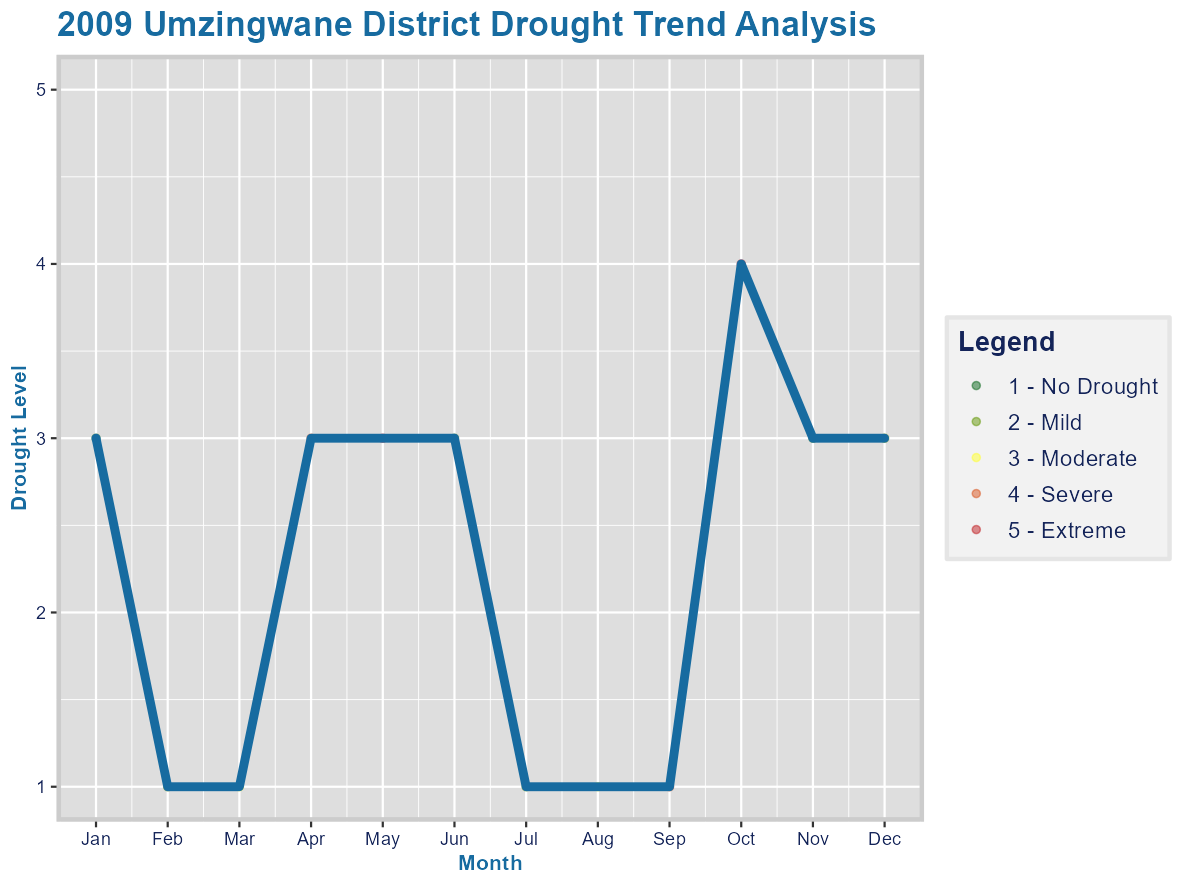 2009 Umzingwane District Drought Trend Analysis
5
4
3
2
1
Drought Level
Jan Feb Mar Apr May Jun Jul Aug Sep Oct Nov Dec
Month
Legend
1 - No Drought
2 - Mild
3 - Moderate
4 - Severe
5 - Extreme